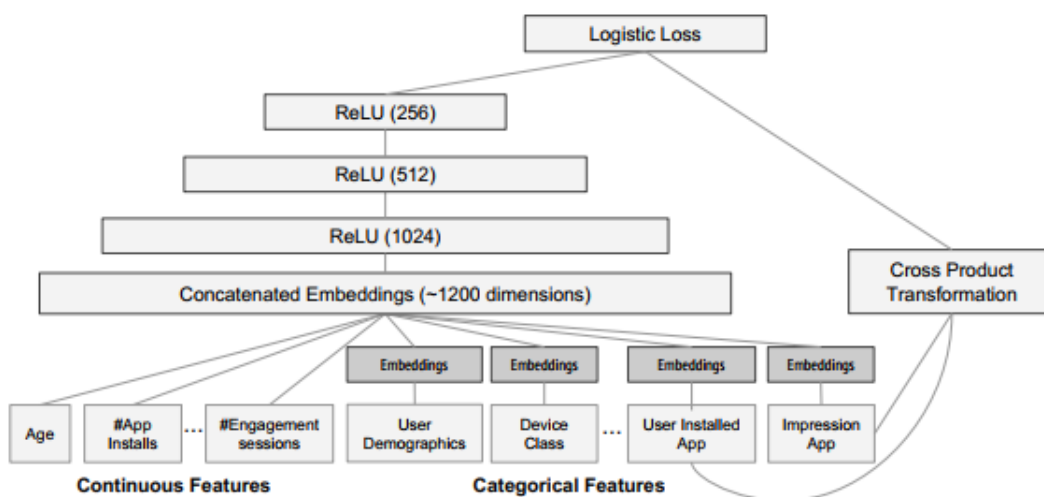 Logistic Loss
ReLU (256)
ReLU (512)
ReLU (1024)
Concatenated Embeddings (~1200 dimensions)
Cross Product
Transformation
Embeddings
Embeddings
Embeddings
Embeddings
Age
#App
Installs
...
#Engagement
sessions
User
Demographics
Device
Class
...
User Installed
App
Impression
App
Continuous Features
Categorical Features